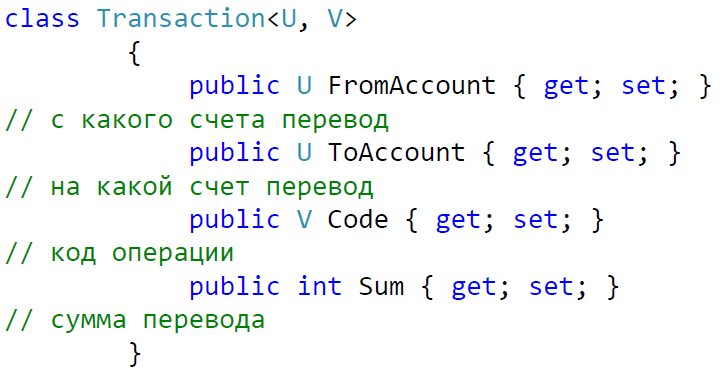 class Transaction<U, V>
{
public U FromAccount { get; set; }
// с какого счета перевод
public U ToAccount { get; set; }
// на какой счет перевод
public V Code { get; set; }
// код операции
public int Sum { get; set; }
// сумма перевода
}